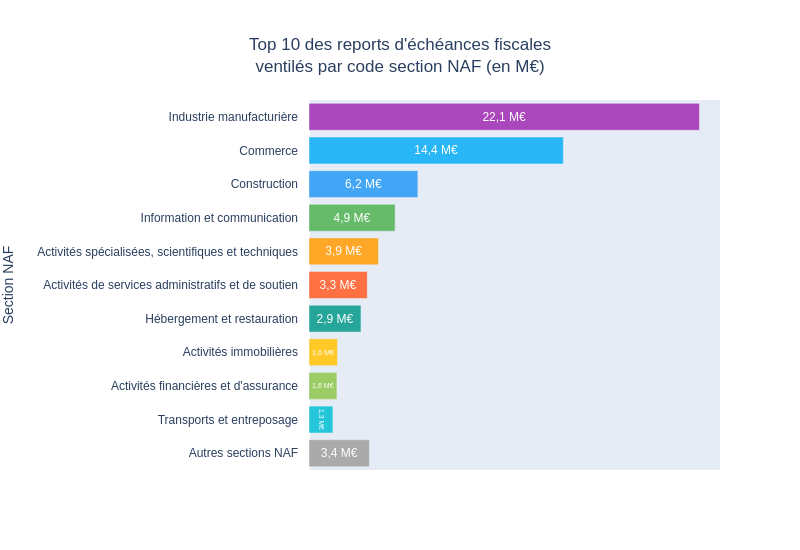 Top 10 des reports d'échéances fiscales
ventilés par code section NAF (en M€)
Section NAF
Industrie manufacturière 22,1 M€
Commerce 14,4 M€
Construction 6,2 M€
Information et communication 4,9 M€
Activités spécialisées, scientifiques et techniques 3,9 M€
Activités de services administratifs et de soutien 3,3 M€
Hébergement et restauration 2,9 M€
Activités immobilières 1,6 M€
Activités financières et d'assurance 1,6 M€
Transports et entreposage 1,3 M€
Autres sections NAF 3,4 M€